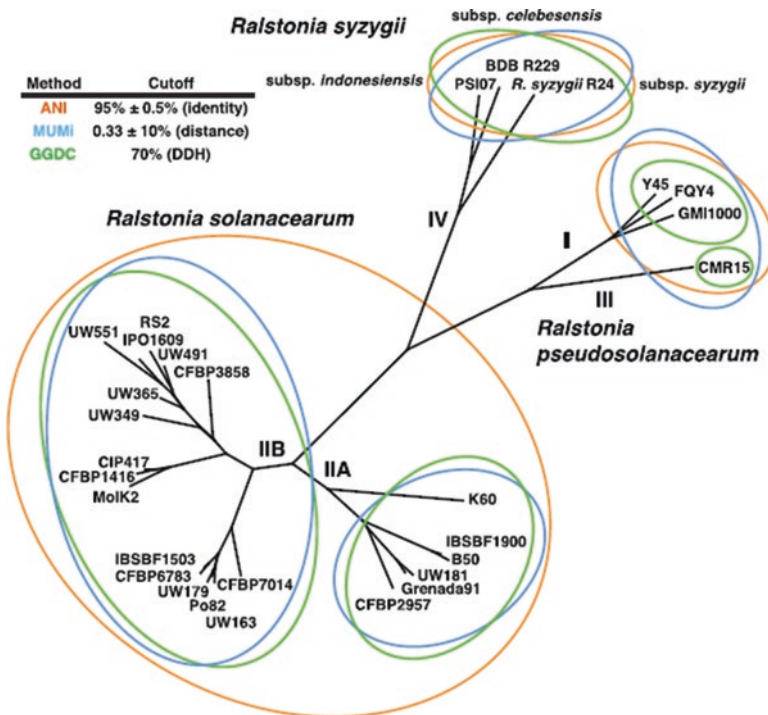 Ralstonia syzygii
subsp. celebesensis
subsp. indonesiensis
BDB R229
PSI07
R. syzygii R24
subsp. syzygii
Method Cutoff
ANI 95% ± 0.5% (identity)
MUMi 0.33 ± 10% (distance)
GGDC 70% (DDH)
IV
Y45
FQY4
GMI1000
I
CMR15
III
Ralstonia
pseudosolanacearum
Ralstonia solanacearum
RS2
UW551
IPO1609
UW491
CFBP3858
UW365
UW349
CIP417
CFBP1416
MolK2
IIB
IIA
IBSBF1503
CFBP6783
UW179
CFBP7014
Po82
UW163
K60
IBSBF1900
B50
UW181
Grenada91
CFBP2957